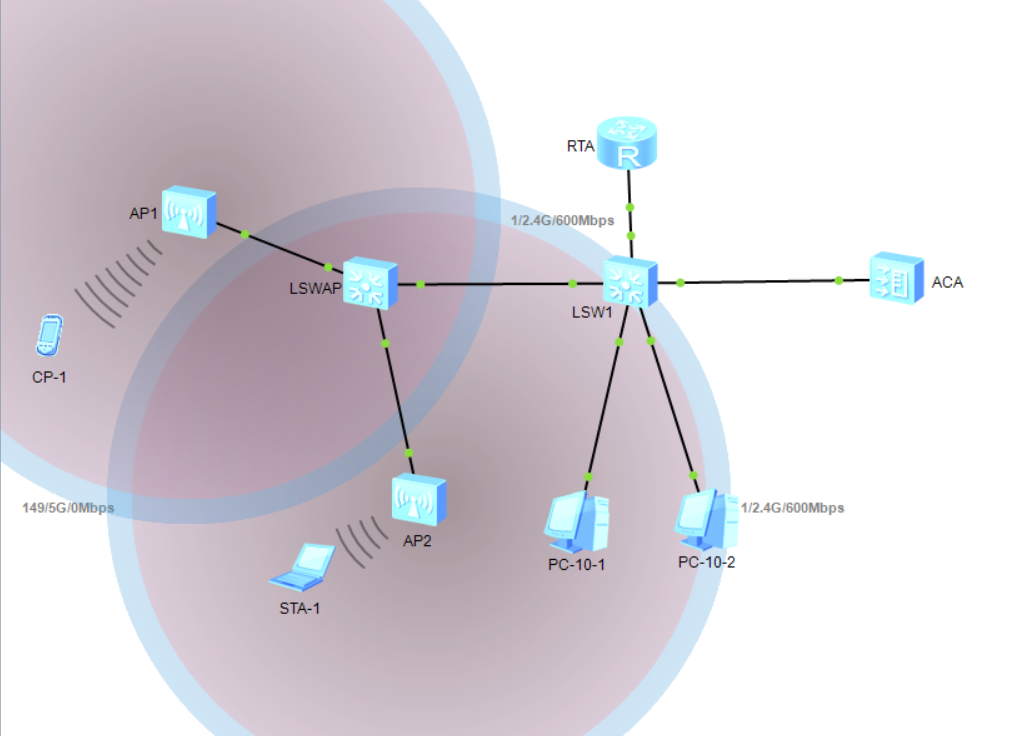 RTA
R
AP1
1/2.4G/600Mbps
LSWAP
ACA
LSW1
CP-1
149/5G/0Mbps
1/2.4G/600Mbps
AP2
PC-10-1
PC-10-2
STA-1